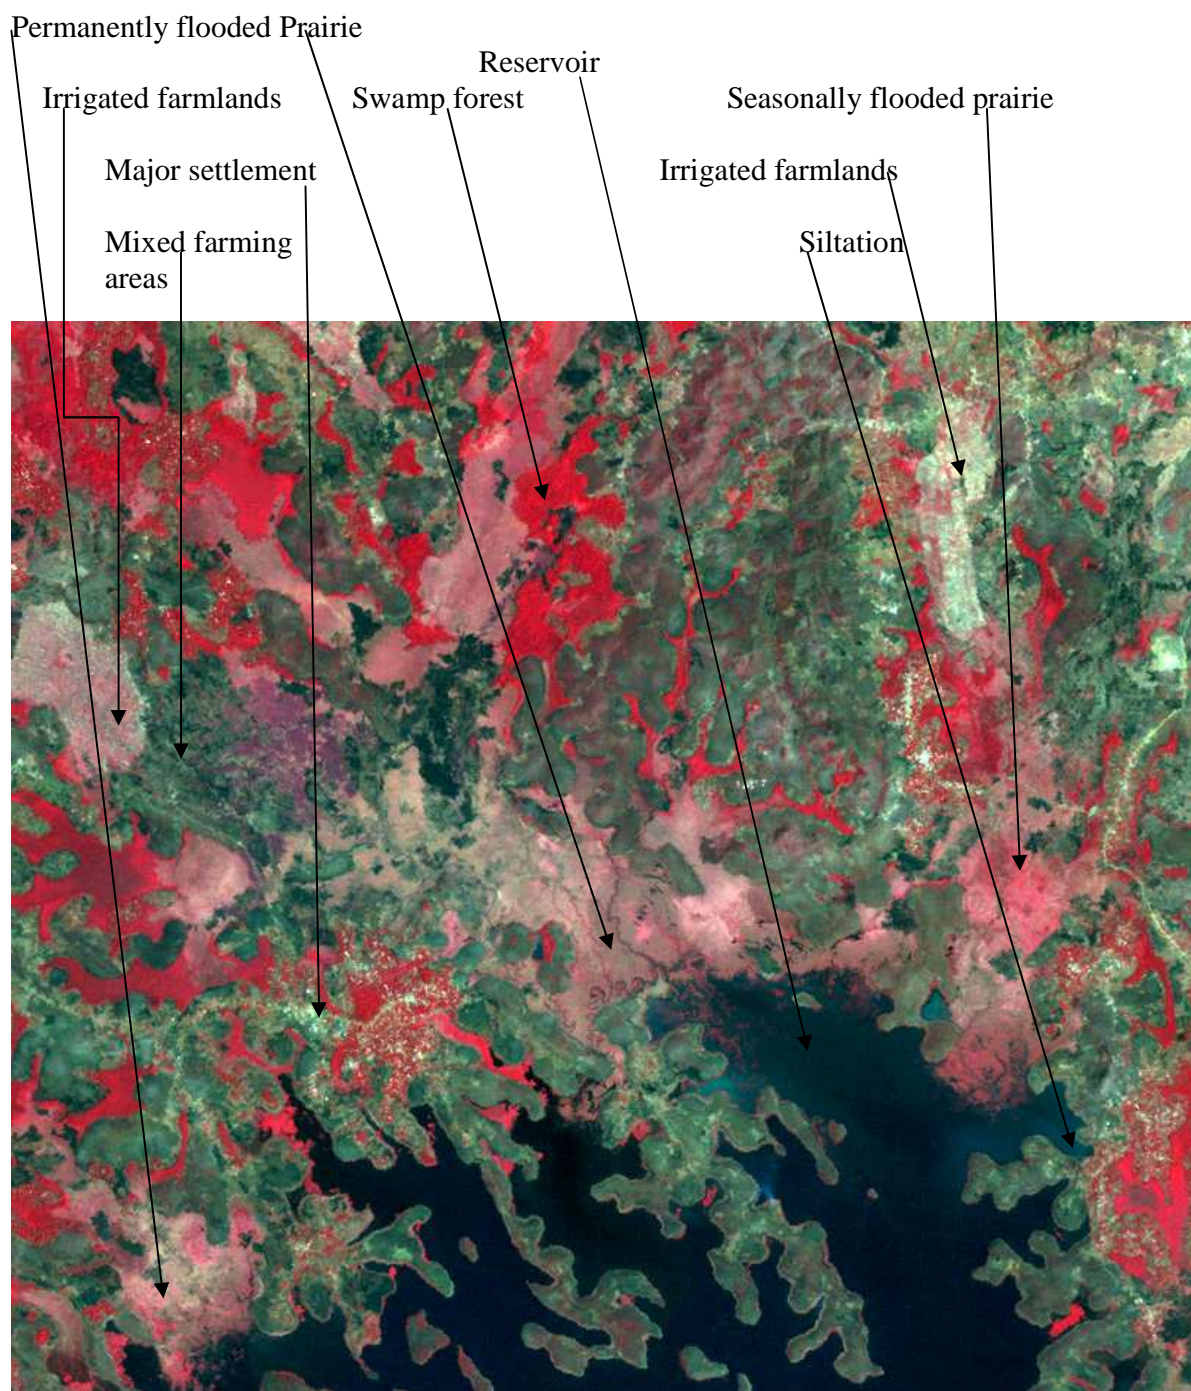 Permanently flooded Prairie
Reservoir
Irrigated farmlands
Swamp forest
Seasonally flooded prairie
Major settlement
Irrigated farmlands
Mixed farming
areas
Siltation